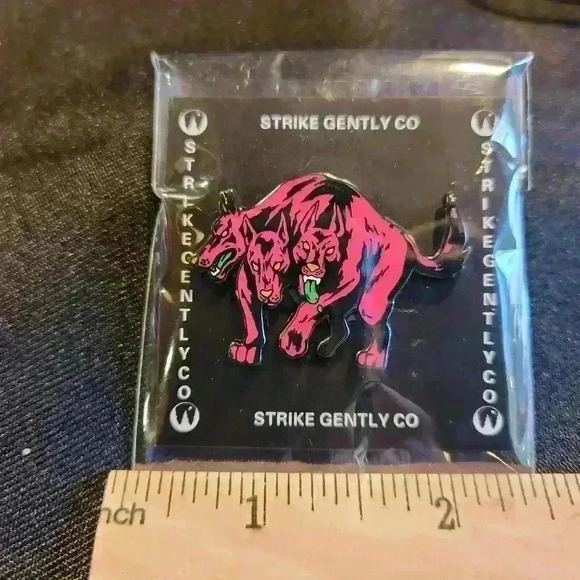 STRIKE GENTLY CO
STRIKEGENTLYCO
STRIKEGENTLYCO
STRIKE GENTLY CO
nch 1 2